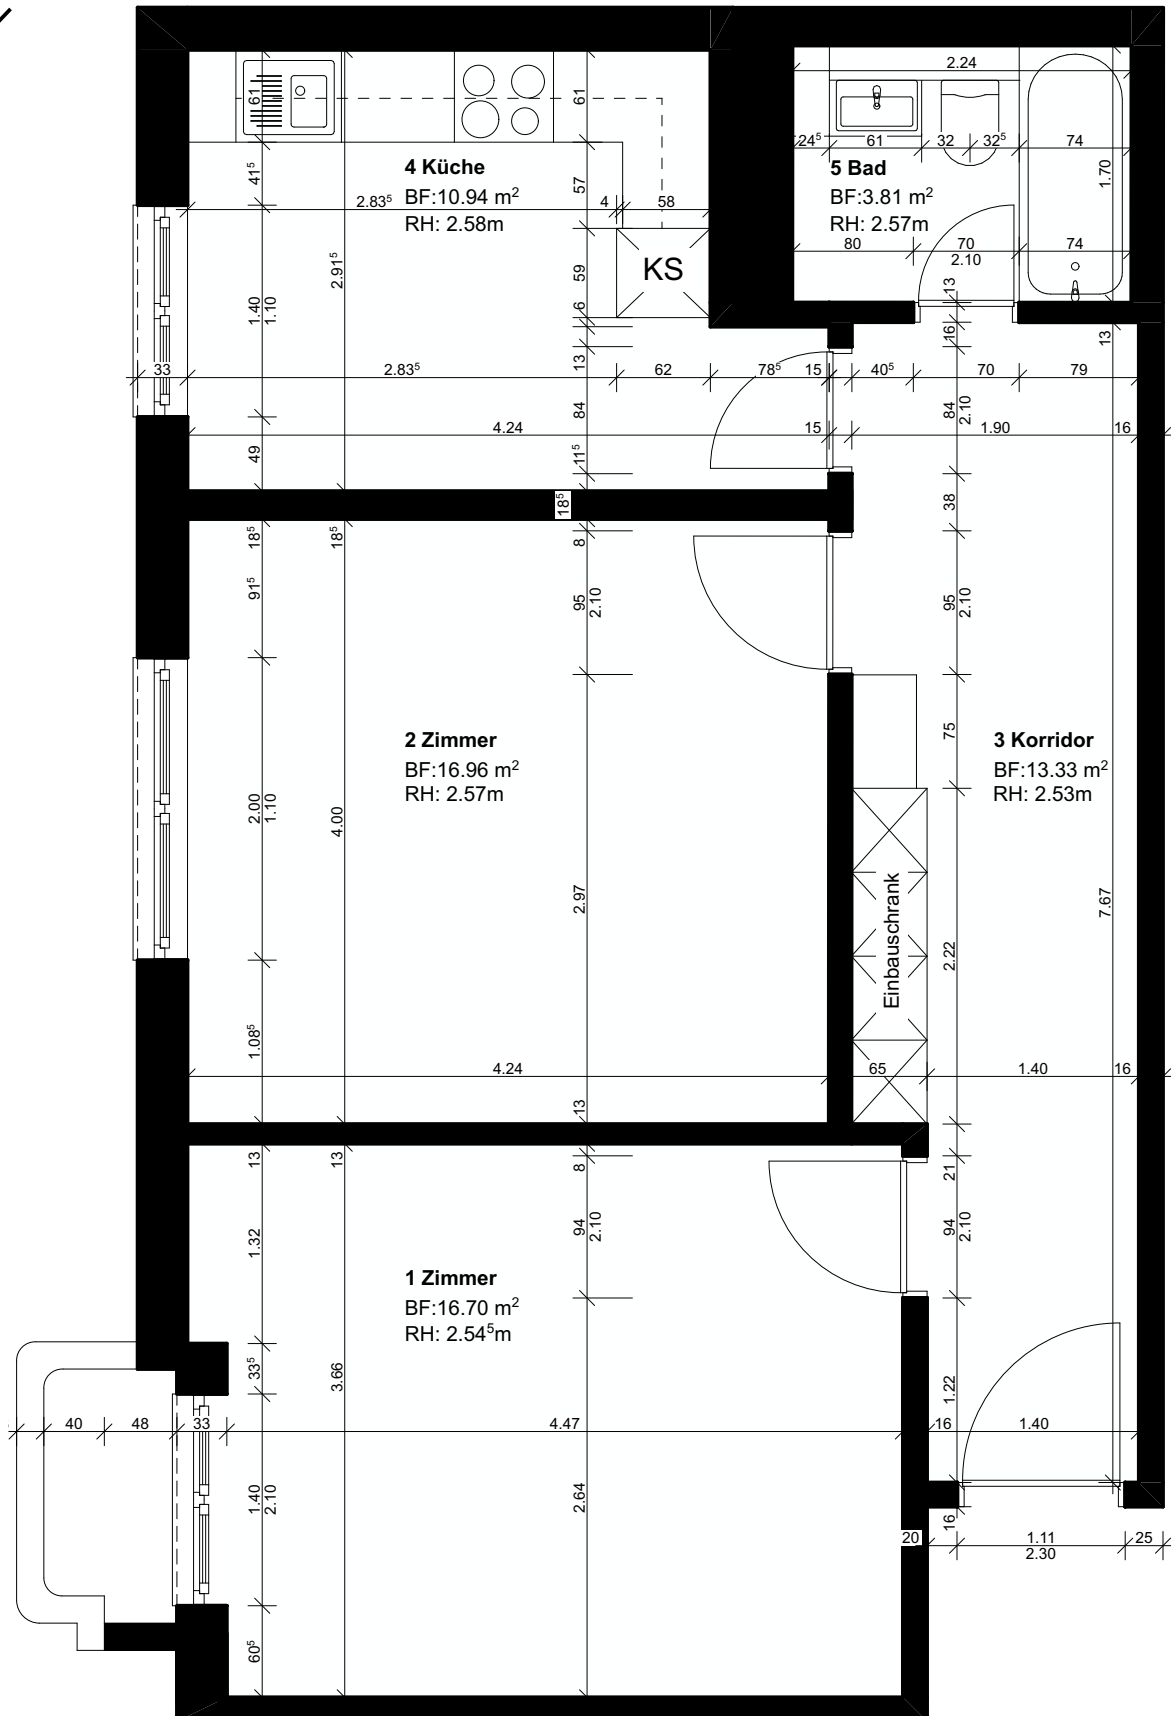 2.24
61
61
24⁵ 61 32 32⁵ 74
4 Küche
BF:10.94 m²
RH: 2.58m
5 Bad
BF:3.81 m²
RH: 2.57m
1.70
41⁵
57
2.83⁵
4 58
80 70 74
2.10
KS
59
2.91⁵
1.40
1.10
6
13
16
13
13
33 2.83⁵ 62 78⁵ 15 40⁵ 70 79
84
84
2.10
4.24 15 1.90 16
49
11⁵
38
18⁵
18⁵
18⁵
8
91⁵
95
2.10
95
2.10
75
2 Zimmer
BF:16.96 m²
RH: 2.57m
3 Korridor
BF:13.33 m²
RH: 2.53m
2.00
1.10
4.00
2.97
Einbauschrank
2.22
7.67
1.08⁵
4.24 65 1.40 16
13
13
13
8
21
1.32
94
2.10
94
2.10
1 Zimmer
BF:16.70 m²
RH: 2.54⁵m
33⁵
3.66
1.22
40 48 33 4.47 16 1.40
1.40
2.10
2.64
16
20 1.11 25
2.30
60⁵